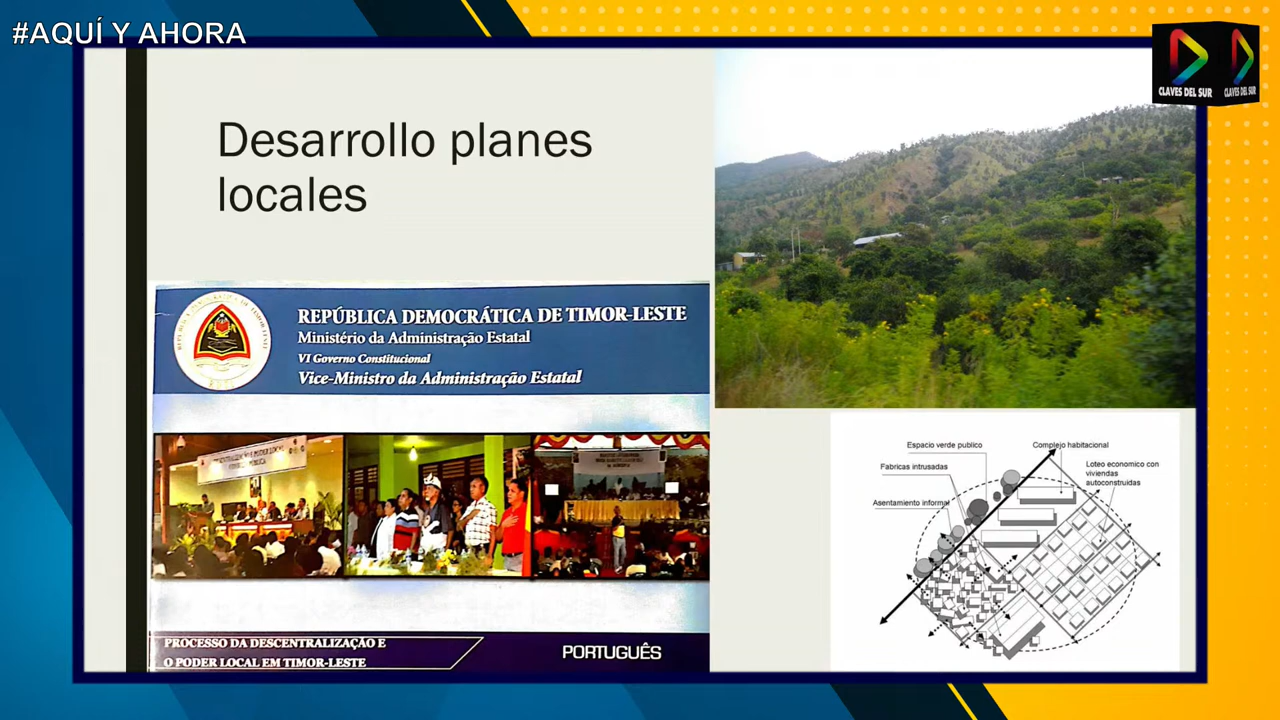 #AQUÍ Y AHORA
CLAVES DEL SUR
CLAVES DEL SUR
Desarrollo planes
locales
REPÚBLICA DEMOCRÁTICA DE TIMOR-LESTE
Ministério da Administração Estatal
VI Governo Constitucional
Vice-Ministro da Administração Estatal
PROCESSO DA DESCENTRALIZAÇÃO E
O PODER LOCAL EM TIMOR-LESTE
PORTUGUÊS
Espacio verde publico
Complejo habitacional
Fabricas intrusadas
Loteo economico con
viviendas
autoconstruidas
Asentamiento informal